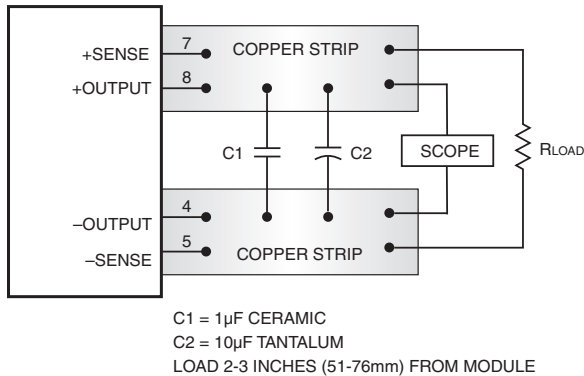 +SENSE
7
COPPER STRIP
+OUTPUT
8
C1
C2
SCOPE
RLOAD
–OUTPUT
4
–SENSE
5
COPPER STRIP
C1 = 1µF CERAMIC
C2 = 10µF TANTALUM
LOAD 2-3 INCHES (51-76mm) FROM MODULE